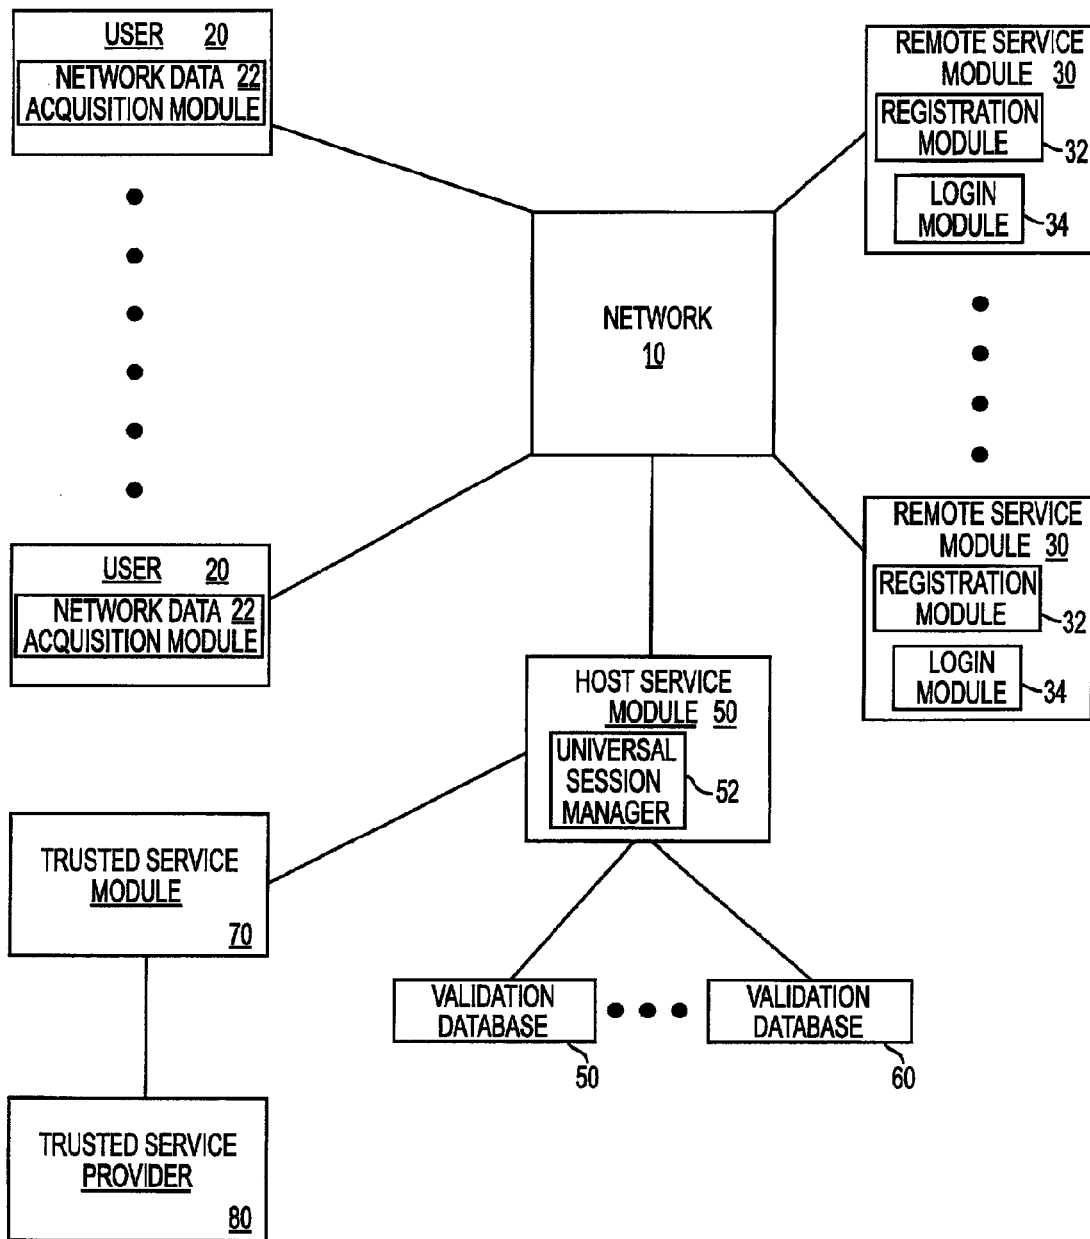 USER 20
NETWORK DATA 22
ACQUISITION MODULE
REMOTE SERVICE
MODULE 30
REGISTRATION
MODULE
32
LOGIN
MODULE
34
NETWORK
10
USER 20
NETWORK DATA 22
ACQUISITION MODULE
REMOTE SERVICE
MODULE 30
REGISTRATION
MODULE
32
LOGIN
MODULE
34
HOST SERVICE
MODULE 50
UNIVERSAL
SESSION
MANAGER
52
TRUSTED SERVICE
MODULE
70
VALIDATION
DATABASE
50
VALIDATION
DATABASE
60
TRUSTED SERVICE
PROVIDER
80